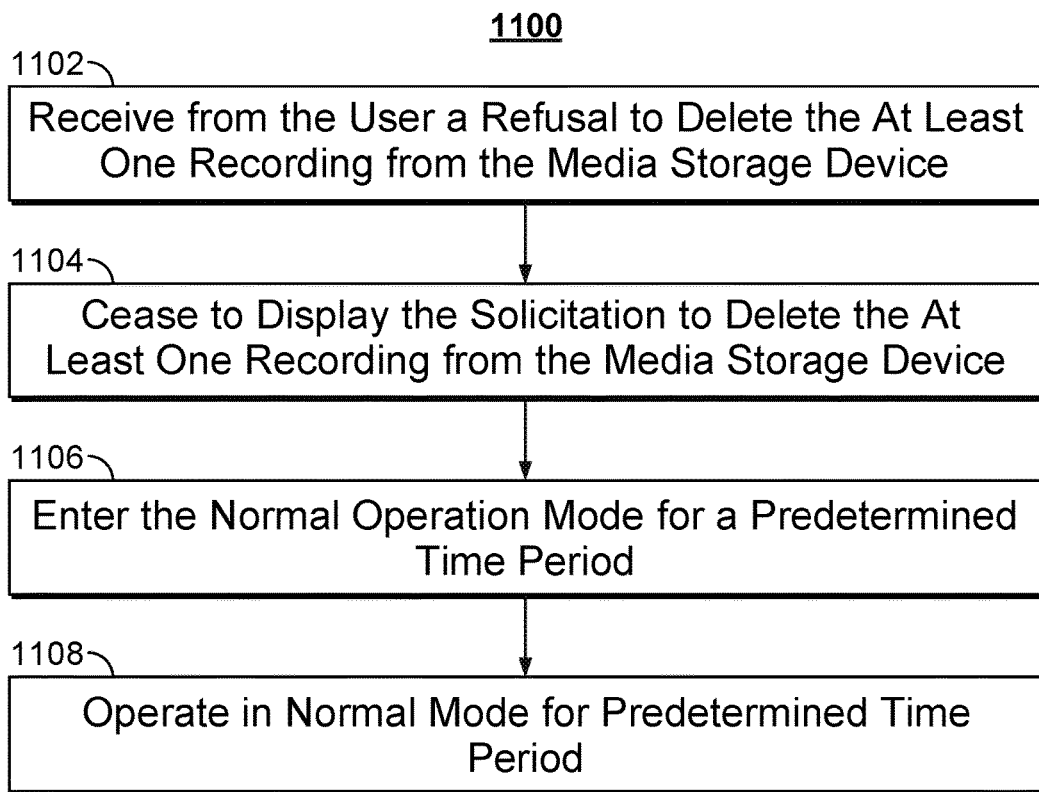 1100
1102
Receive from the User a Refusal to Delete the At Least
One Recording from the Media Storage Device
1104
Cease to Display the Solicitation to Delete the At
Least One Recording from the Media Storage Device
1106
Enter the Normal Operation Mode for a Predetermined
Time Period
1108
Operate in Normal Mode for Predetermined Time
Period